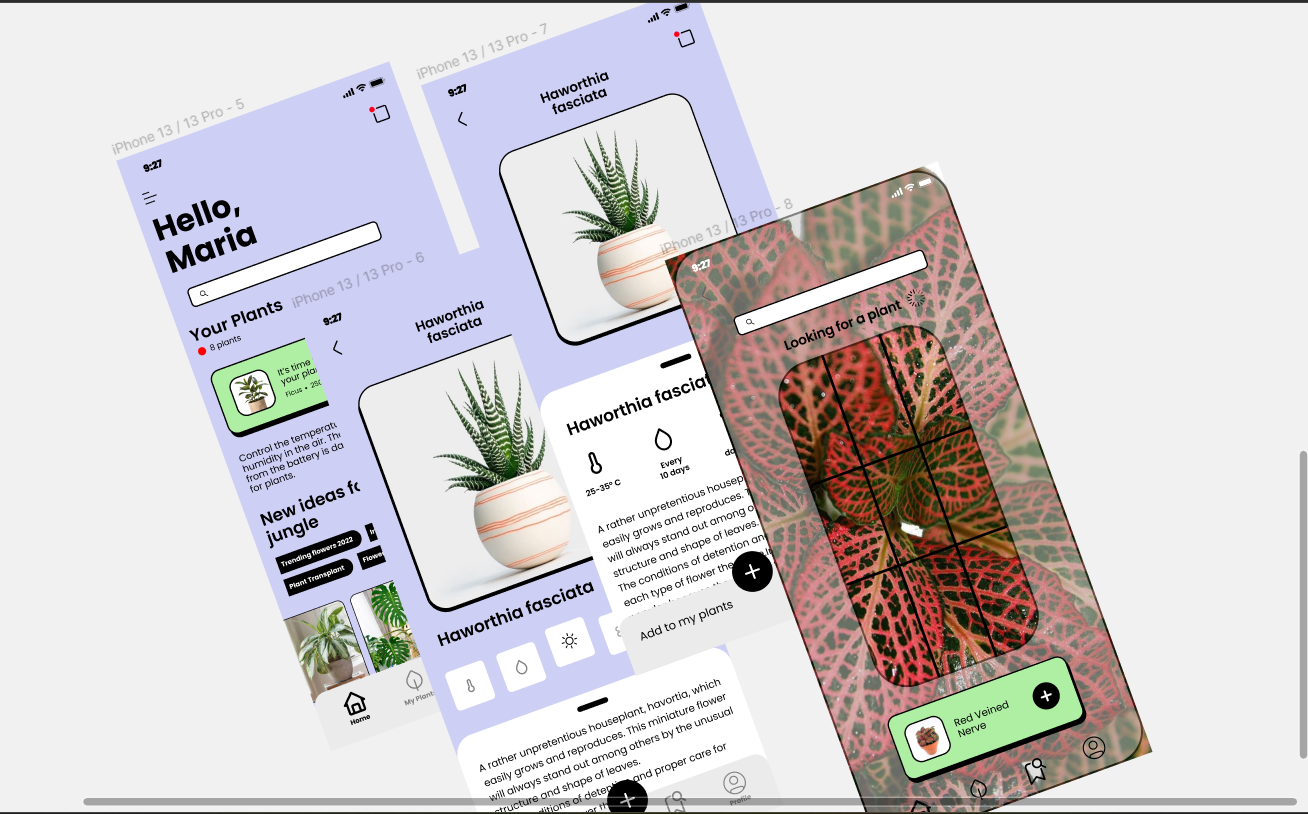 iPhone 13 / 13 Pro - 5
9:27
Hello,
Maria
Your Plants
8 plants
It's time
your pla
Ficus • 250
Control the temperatu
humidity in the air. The
from the battery is da
for plants.
New ideas fo
jungle
Trending flowers 2022
Plant Transplant
Flowe
Home
My Plant
iPhone 13 / 13 Pro - 6
9:27
Haworthia
fasciata
Haworthia fasciata
A rather unpretentious houseplant, havortia, which
easily grows and reproduces. This miniature flower
will always stand out among others by the unusual
structure and shape of leaves.
The conditions of detention and proper care for
Profile
iPhone 13 / 13 Pro - 7
9:27
Haworthia
fasciata
Haworthia fasciat
25-35° C
Every
10 days
da
A rather unpretentious housep
easily grows and reproduces. T
will always stand out among o
structure and shape of leaves.
The conditions of detention and
each type of flower the
Add to my plants
iPhone 13 / 13 Pro - 8
9:27
Looking for a plant
Red Veined
Nerve